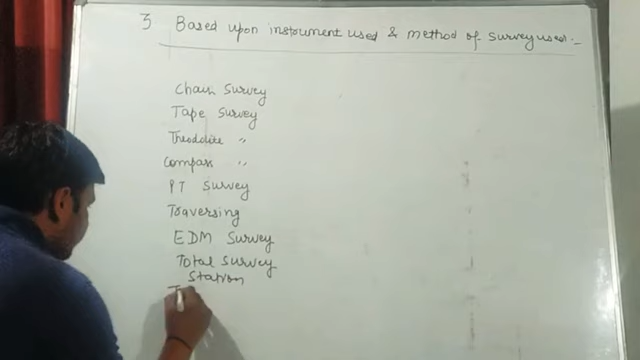 3 Based upon instrument used & method of survey used :-
Chain Survey
Tape Survey
Theodolite "
Compass "
PT Survey
Traversing
EDM Survey
Total Survey
Station
T